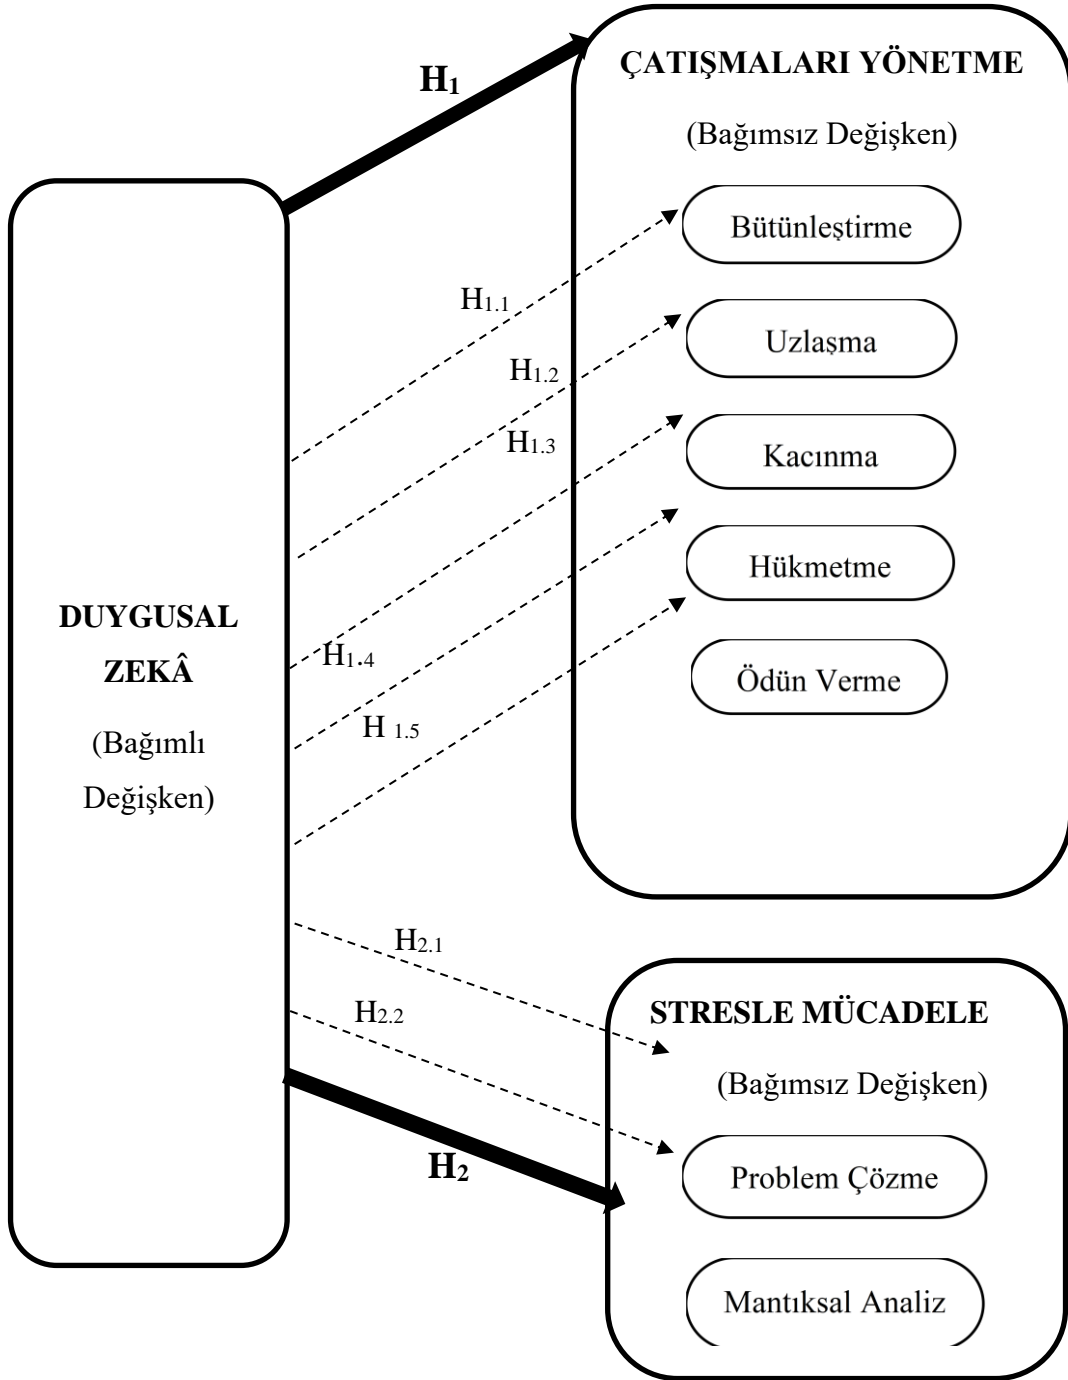 ÇATIŞMALARI YÖNETME
(Bağımsız Değişken)
H1
Bütünleştirme
H1.1
Uzlaşma
H1.2
H1.3
Kacınma
Hükmetme
DUYGUSAL
ZEKÂ
(Bağımlı
Değişken)
H1.4
Ödün Verme
H 1.5
H2.1
H2.2
STRESLE MÜCADELE
(Bağımsız Değişken)
H2
Problem Çözme
Mantıksal Analiz